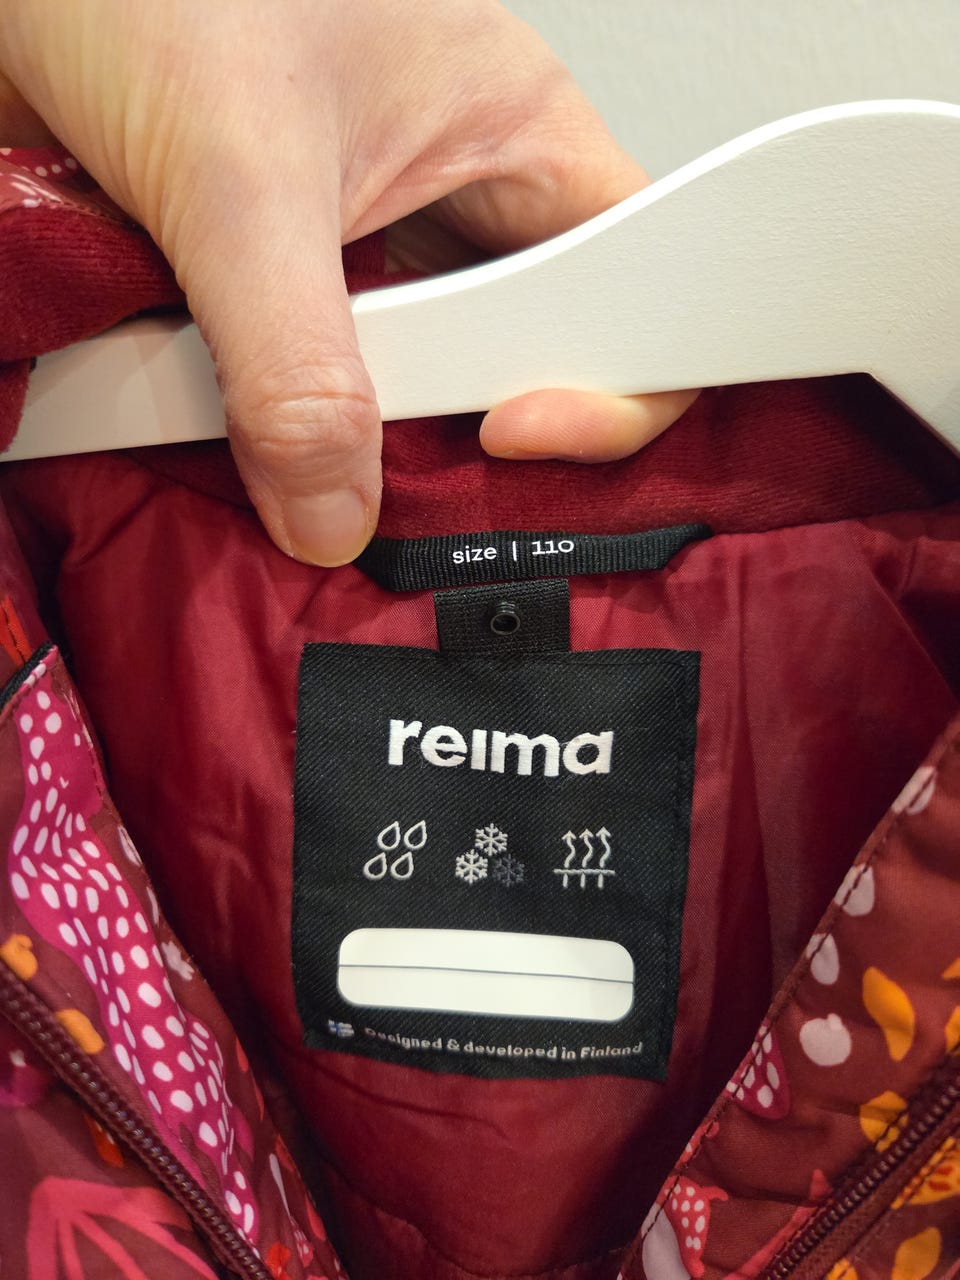 size | 110
reima
Designed & developed in Finland